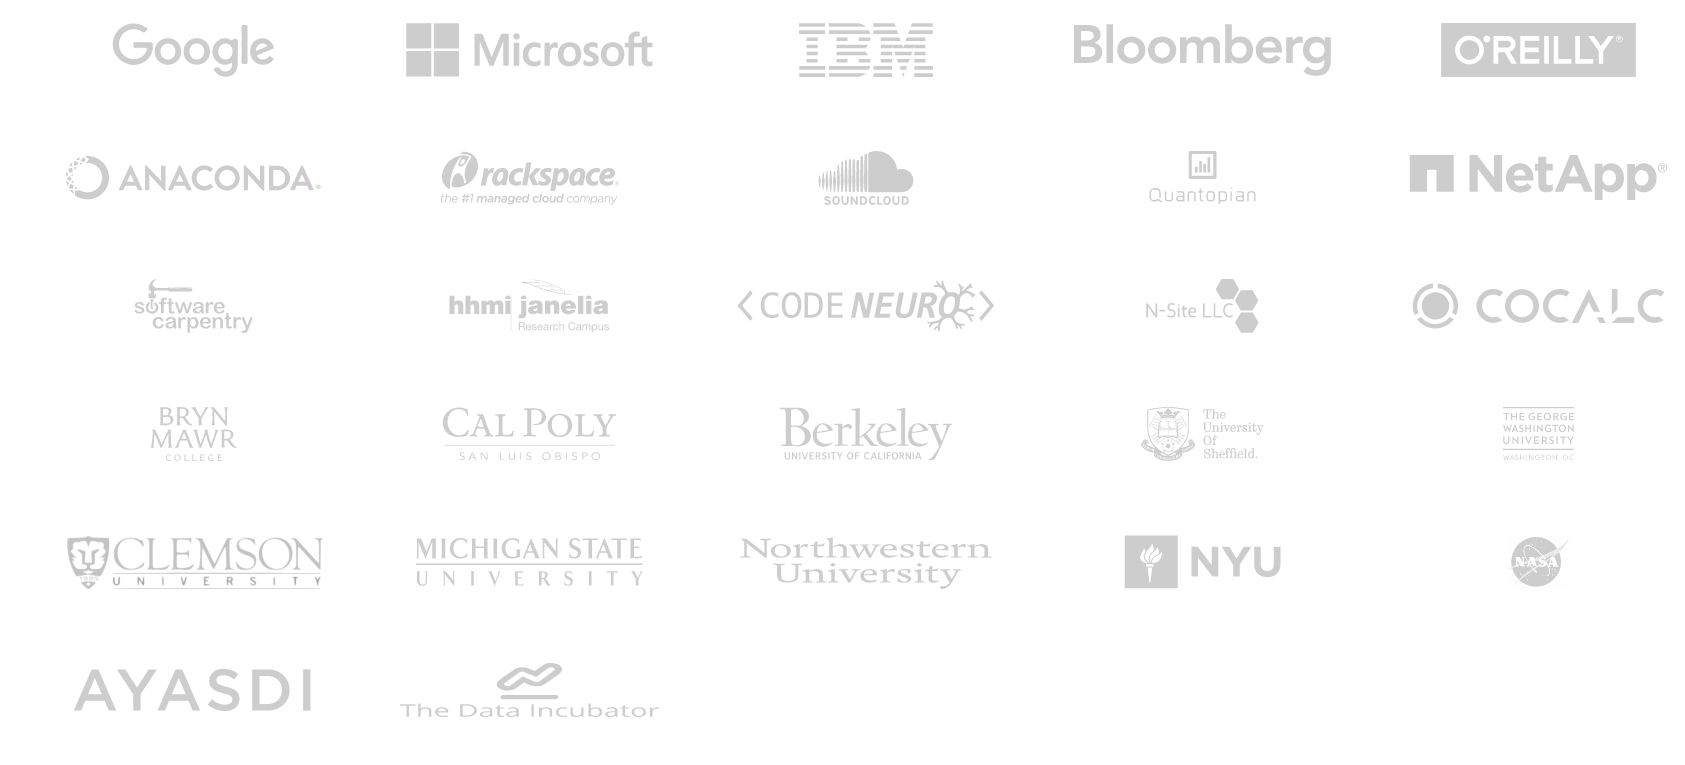 Google
Microsoft
IBM
Bloomberg
O'REILLY®
ANACONDA.
rackspace®
the #1 managed cloud company
SOUNDCLOUD
Quantopian
NetApp®
software
carpentry
hhmi janelia
Research Campus
<CODE NEURO>
N-Site LLC
COCALC
BRYN
MAWR
COLLEGE
CAL POLY
SAN LUIS OBISPO
Berkeley
UNIVERSITY OF CALIFORNIA
The
University
Of
Sheffield.
THE GEORGE
WASHINGTON
UNIVERSITY
WASHINGTON, DC
CLEMSON
UNIVERSITY
1889
MICHIGAN STATE
UNIVERSITY
Northwestern
University
NYU
NASA
AYASDI
The Data Incubator